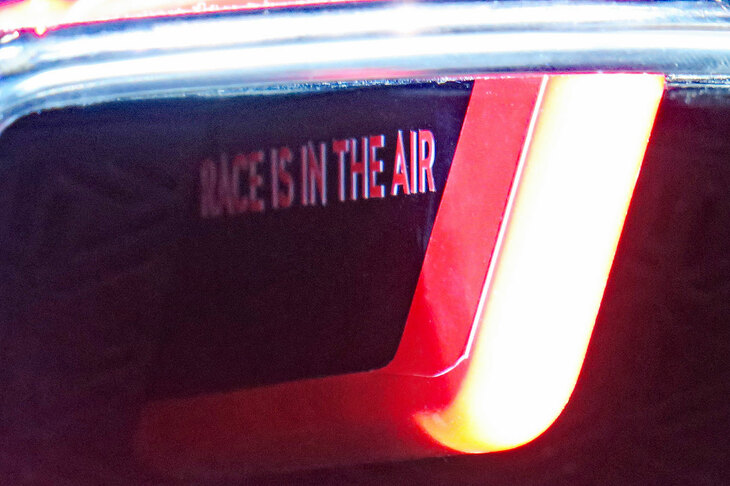 RACE IS IN THE AIR